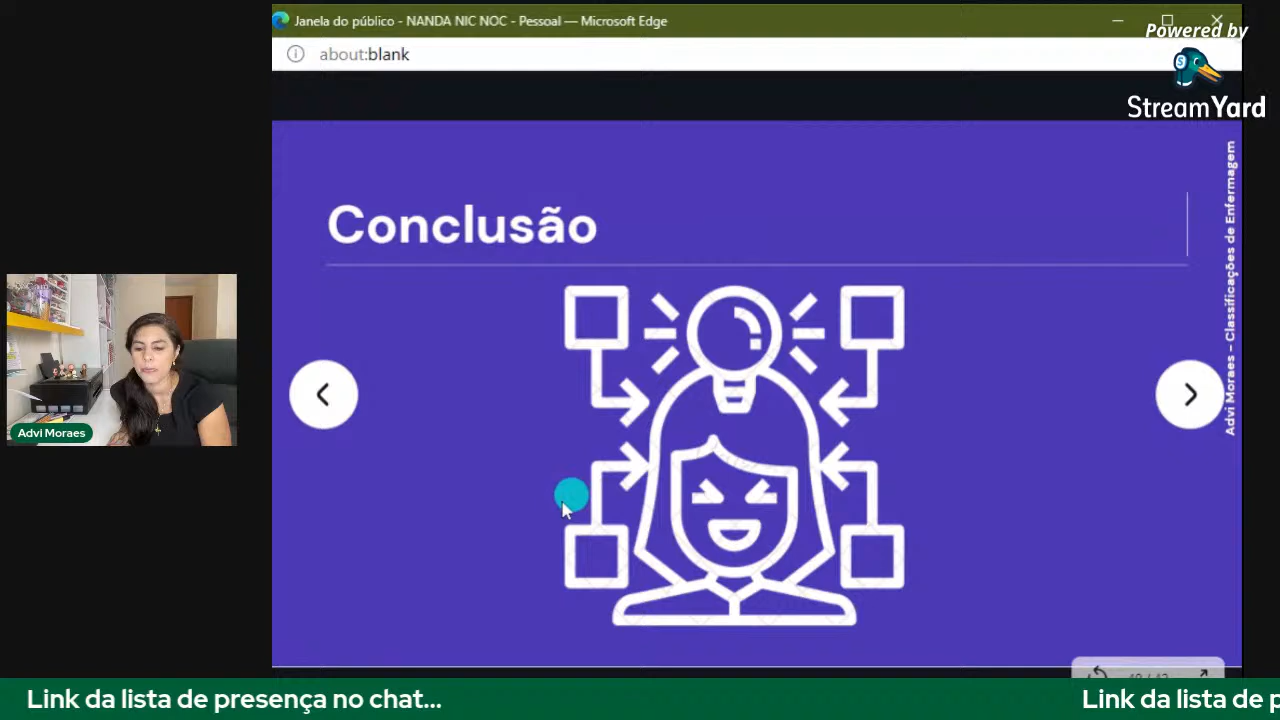 Janela do público - NANDA NIC NOC - Pessoal — Microsoft Edge
about:blank
Powered by
StreamYard
Conclusão
Advi Moraes – Classificações de Enfermagem
Advi Moraes
Link da lista de presença no chat...
Link da lista de p